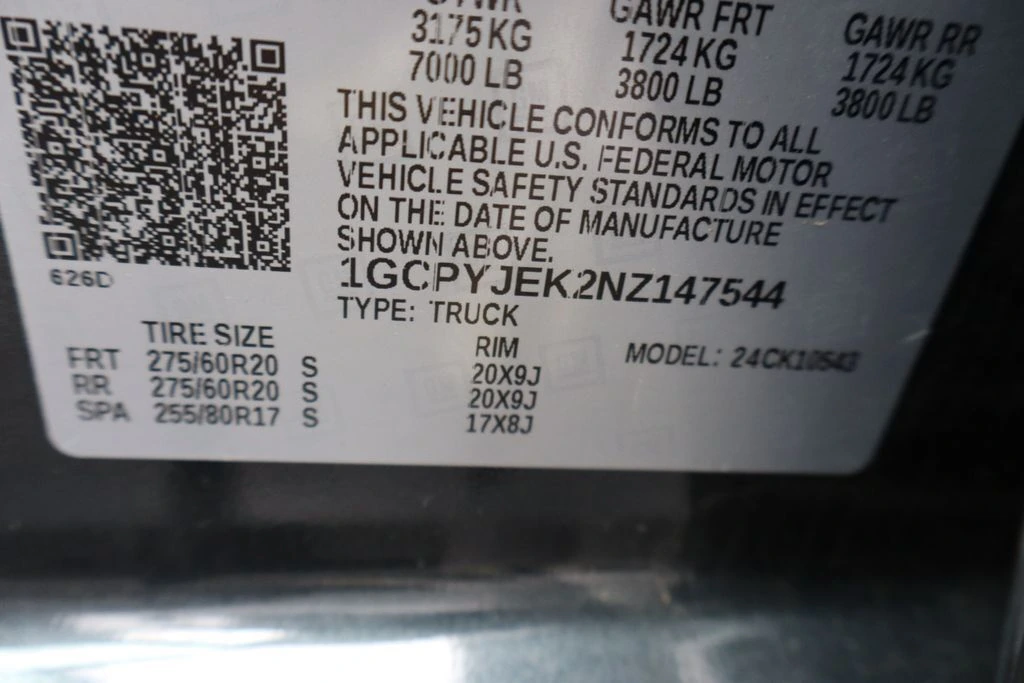 GVWR GAWR FRT GAWR RR
3175 KG 1724 KG 1724 KG
7000 LB 3800 LB 3800 LB
THIS VEHICLE CONFORMS TO ALL
APPLICABLE U.S. FEDERAL MOTOR
VEHICLE SAFETY STANDARDS IN EFFECT
ON THE DATE OF MANUFACTURE
SHOWN ABOVE.
1GCPYJEK2NZ147544
626D
TYPE: TRUCK
TIRE SIZE RIM MODEL: 24CK10543
FRT 275/60R20 S 20X9J
RR 275/60R20 S 20X9J
SPA 255/80R17 S 17X8J